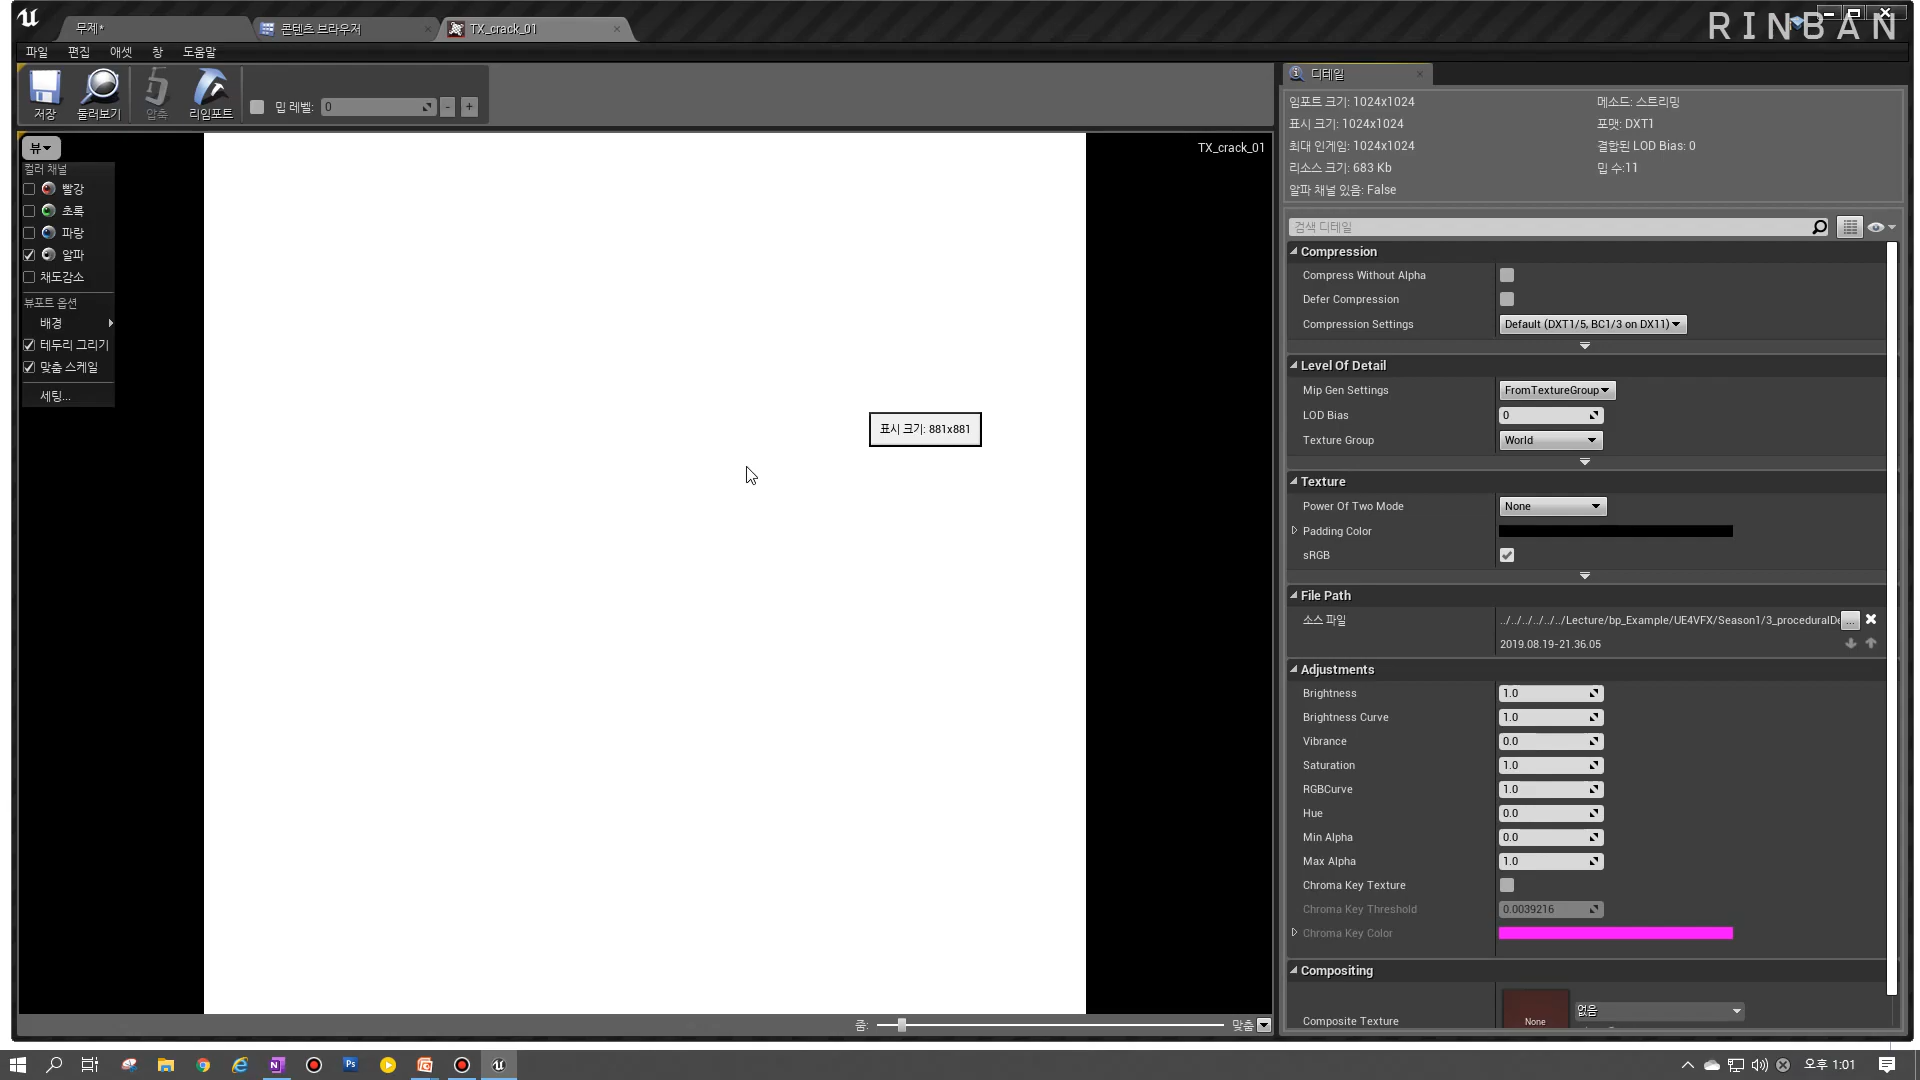 무제*
콘텐츠 브라우저
TX_crack_01
RINBAN
파일 편집 애셋 창 도움말
저장
둘러보기
압축
리임포트
밉 레벨: 0
- +
뷰
컬러 채널
빨강
초록
파랑
알파
채도감소
뷰포트 옵션
배경
테두리 그리기
맞춤 스케일
세팅...
TX_crack_01
표시 크기: 881x881
줌:
맞춤
디테일
임포트 크기: 1024x1024
메소드: 스트리밍
표시 크기: 1024x1024
포맷: DXT1
최대 인게임: 1024x1024
결합된 LOD Bias: 0
리소스 크기: 683 Kb
밉 수:11
알파 채널 있음: False
검색 디테일
Compression
Compress Without Alpha
Defer Compression
Compression Settings
Default (DXT1/5, BC1/3 on DX11)
Level Of Detail
Mip Gen Settings
FromTextureGroup
LOD Bias
0
Texture Group
World
Texture
Power Of Two Mode
None
Padding Color
sRGB
File Path
소스 파일
../../../../../../Lecture/bp_Example/UE4VFX/Season1/3_proceduralDe
...
2019.08.19-21.36.05
Adjustments
Brightness
1.0
Brightness Curve
1.0
Vibrance
0.0
Saturation
1.0
RGBCurve
1.0
Hue
0.0
Min Alpha
0.0
Max Alpha
1.0
Chroma Key Texture
Chroma Key Threshold
0.0039216
Chroma Key Color
Compositing
Composite Texture
None
없음
오후 1:01